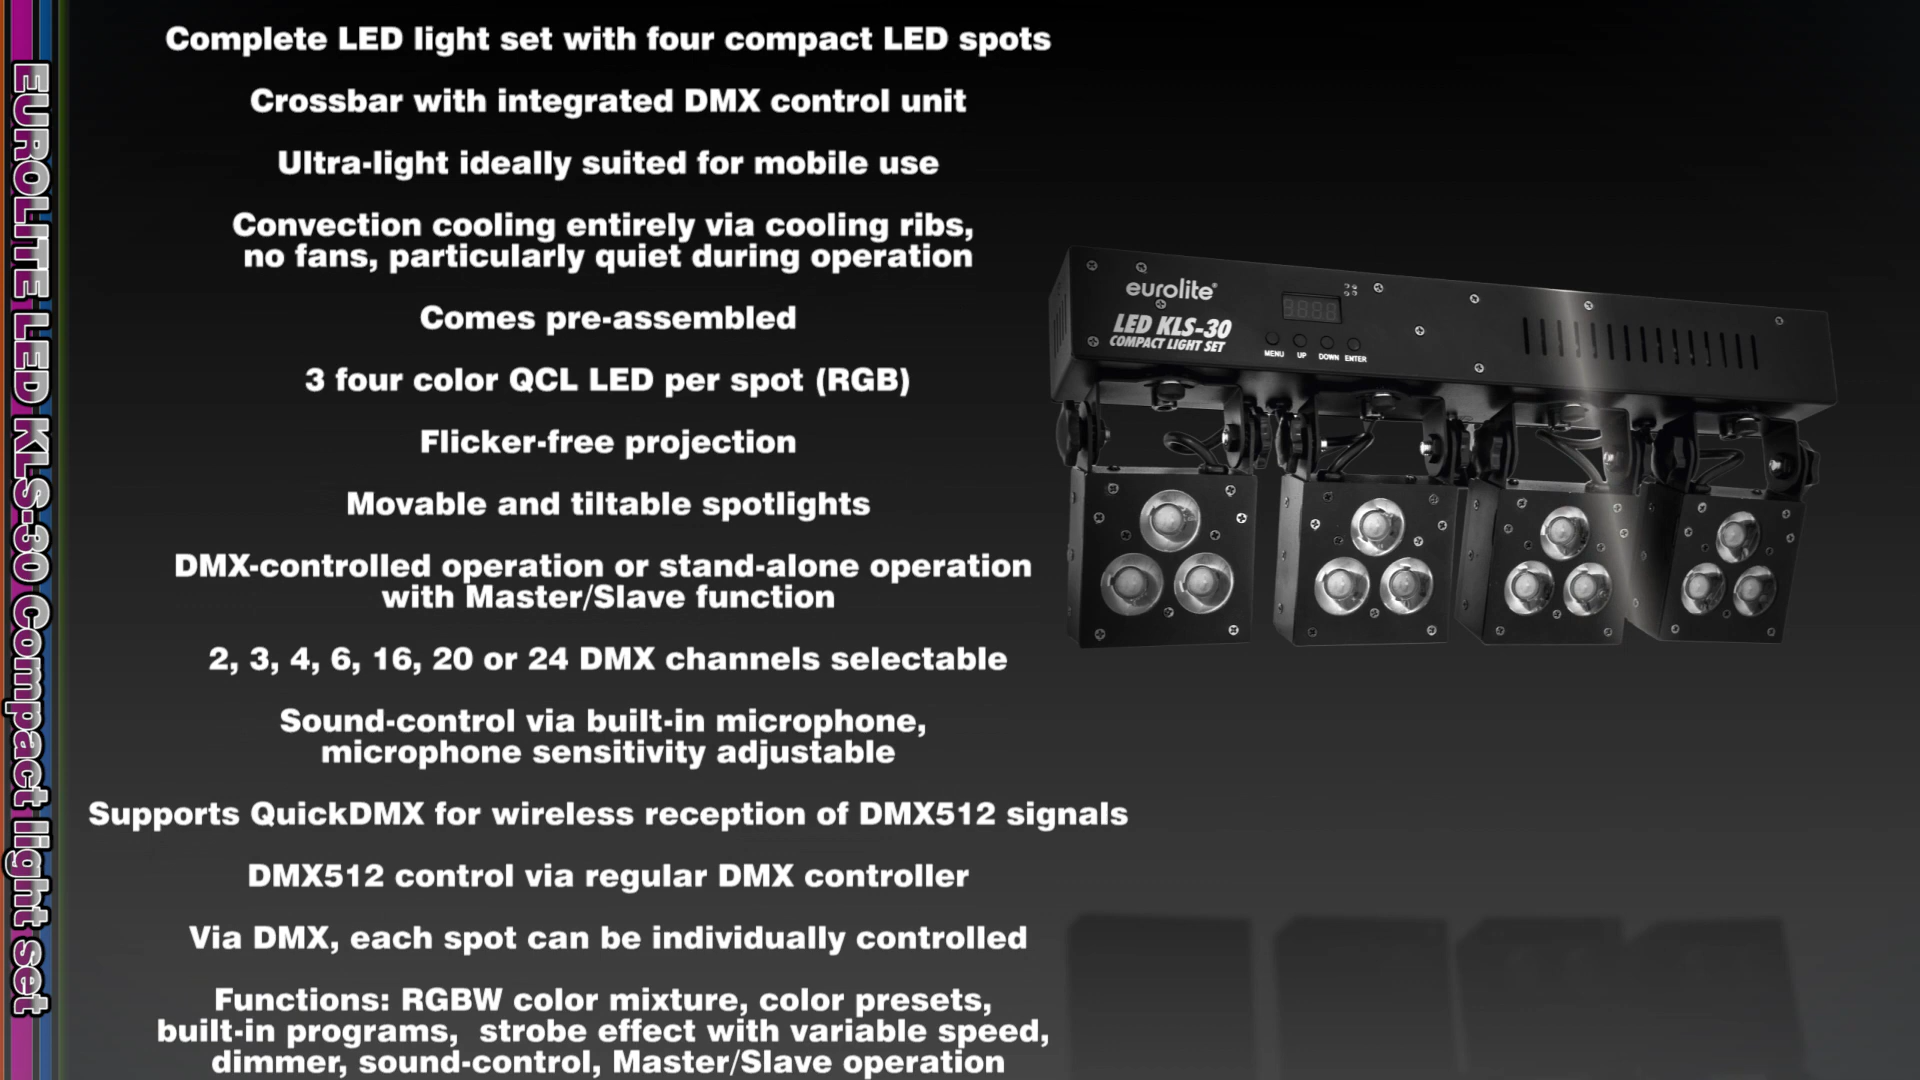 EUROLITE LED KLS-30 Compact light set
Complete LED light set with four compact LED spots
Crossbar with integrated DMX control unit
Ultra-light ideally suited for mobile use
Convection cooling entirely via cooling ribs,
no fans, particularly quiet during operation
Comes pre-assembled
3 four color QCL LED per spot (RGB)
Flicker-free projection
Movable and tiltable spotlights
DMX-controlled operation or stand-alone operation
with Master/Slave function
2, 3, 4, 6, 16, 20 or 24 DMX channels selectable
Sound-control via built-in microphone,
microphone sensitivity adjustable
Supports QuickDMX for wireless reception of DMX512 signals
DMX512 control via regular DMX controller
Via DMX, each spot can be individually controlled
Functions: RGBW color mixture, color presets,
built-in programs,  strobe effect with variable speed,
dimmer, sound-control, Master/Slave operation
eurolite®
LED KLS-30
COMPACT LIGHT SET
MENU UP DOWN ENTER